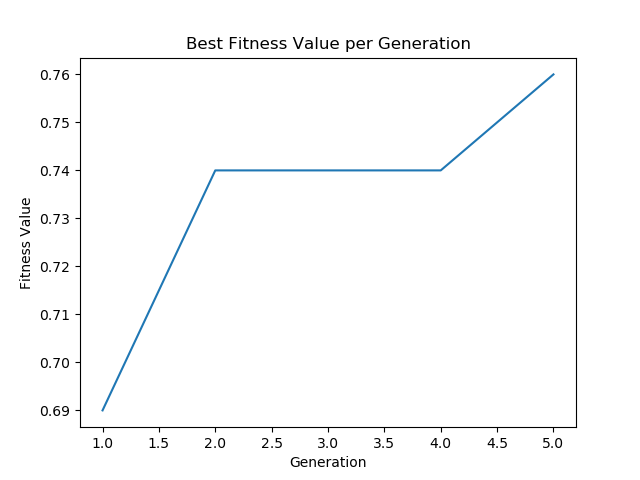 Best Fitness Value per Generation
0.76
0.75
0.74
0.73
0.72
0.71
0.70
0.69
Fitness Value
1.0 1.5 2.0 2.5 3.0 3.5 4.0 4.5 5.0
Generation